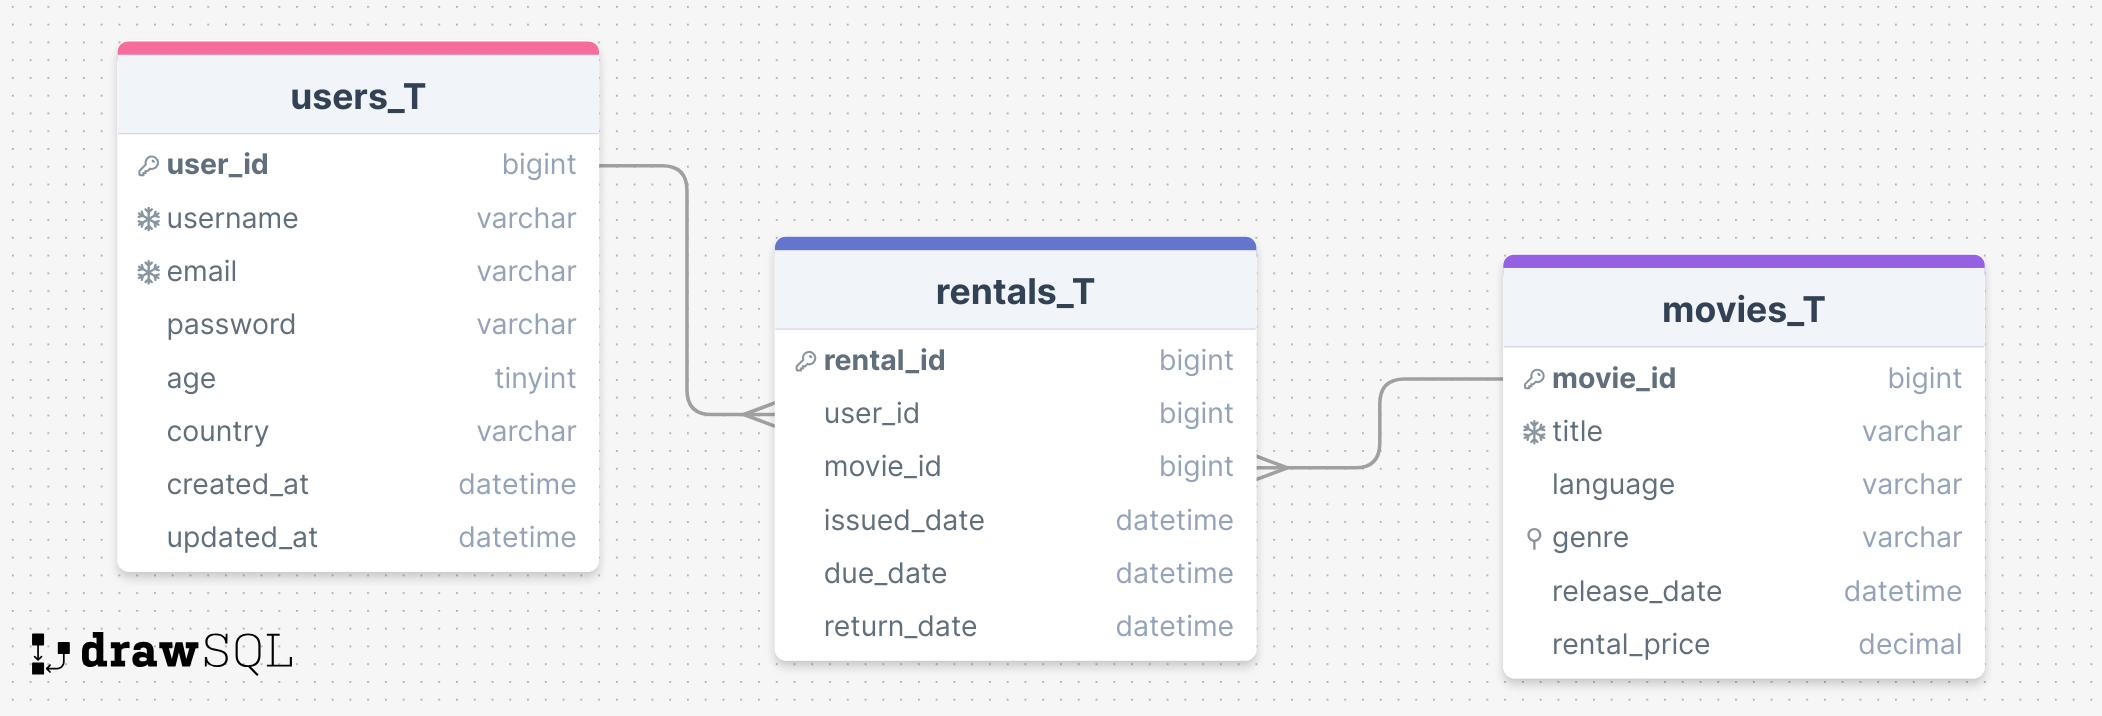 users_T
user_id bigint
username varchar
email varchar
password varchar
age tinyint
country varchar
created_at datetime
updated_at datetime
rentals_T
rental_id bigint
user_id bigint
movie_id bigint
issued_date datetime
due_date datetime
return_date datetime
movies_T
movie_id bigint
title varchar
language varchar
genre varchar
release_date datetime
rental_price decimal
drawSQL